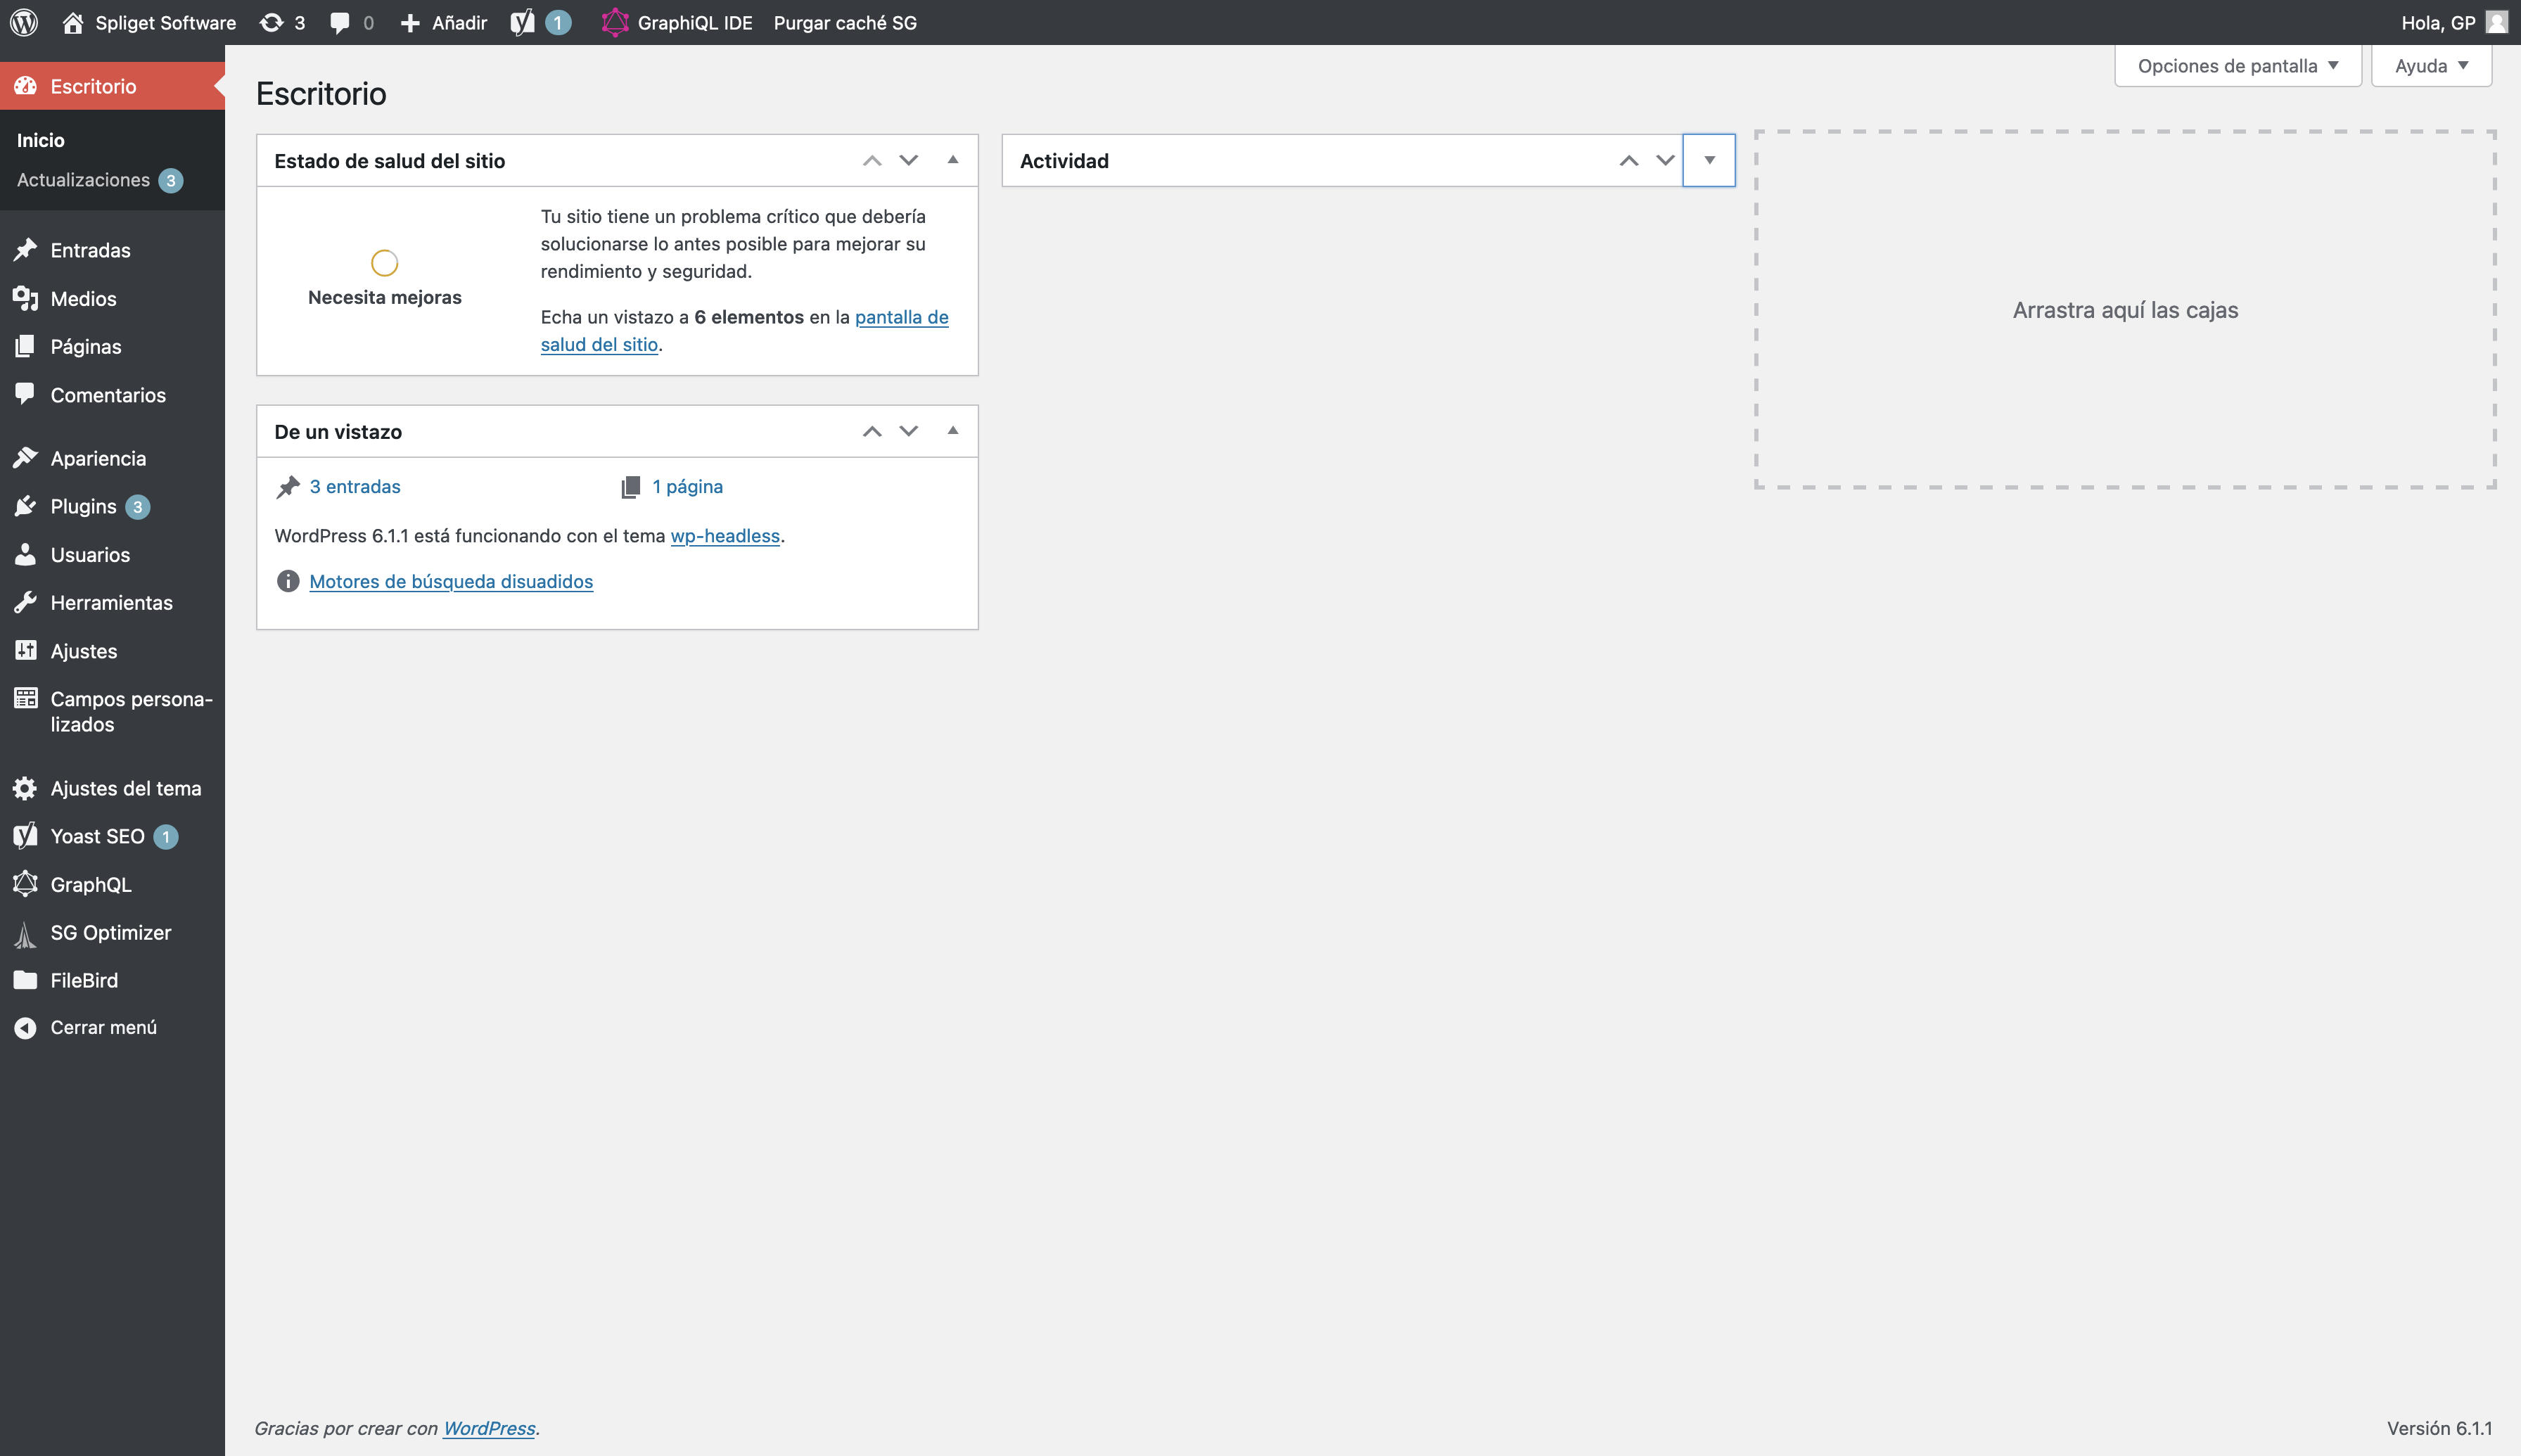 Spliget Software 3 0 Añadir 1 GraphiQL IDE Purgar caché SG Hola, GP
Escritorio
Inicio
Actualizaciones 3
Entradas
Medios
Páginas
Comentarios
Apariencia
Plugins 3
Usuarios
Herramientas
Ajustes
Campos persona-
lizados
Ajustes del tema
Yoast SEO 1
GraphQL
SG Optimizer
FileBird
Cerrar menú
Opciones de pantalla Ayuda
Escritorio
Estado de salud del sitio
Necesita mejoras
Tu sitio tiene un problema crítico que debería
solucionarse lo antes posible para mejorar su
rendimiento y seguridad.
Echa un vistazo a 6 elementos en la pantalla de
salud del sitio.
De un vistazo
3 entradas 1 página
WordPress 6.1.1 está funcionando con el tema wp-headless.
Motores de búsqueda disuadidos
Actividad
Arrastra aquí las cajas
Gracias por crear con WordPress.
Versión 6.1.1